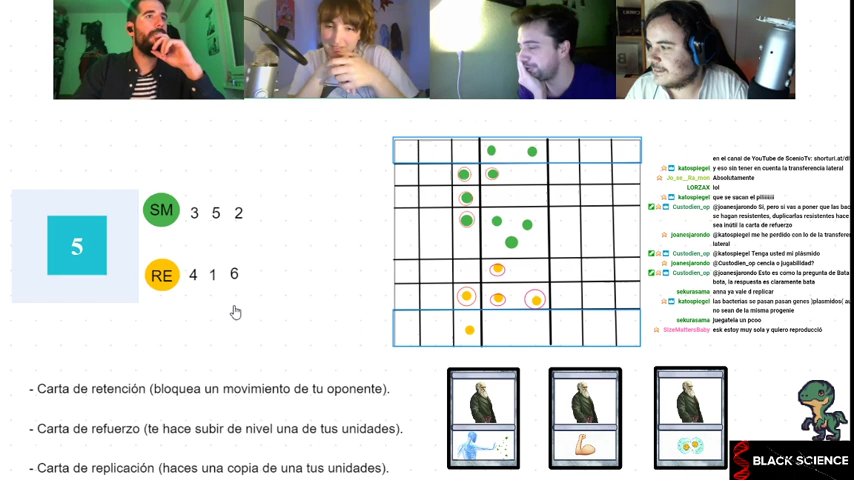 en el canal de YouTube de ScenioTv: shorturl.at/dl
katospiegel y eso sin tener en cuenta la transferencia lateral
Jo_se__Ra_mon Absolutamente
LORZAX lol
katospiegel que se sacan el pliiiiiii
Custodien_op @joanesjarondo Si, pero si vas a poner que las bac
se hagan resistentes, duplicarlas resistentes hace
sea inútil la carta de refuerzo
joanesjarondo @katospiegel me he perdido con lo de la transfere
lateral
Custodien_op @katospiegel Tenga usted mi plásmido
joanesjarondo @Custodien_op cencia o jugabilidad?
Custodien_op @joanesjarondo Esto es como la pregunta de Bata
bota, la respuesta es claramente bata
sekurasama anna ya vale d replicar
katospiegel las bacterias se pasan pasan genes )plasmidos( au
no sean de la misma progenie
sekurasama juegatela un pcoo
SizeMattersBaby esk estoy muy sola y quiero reproducció
5
SM 3 5 2
RE 4 1 6
- Carta de retención (bloquea un movimiento de tu oponente).
- Carta de refuerzo (te hace subir de nivel una de tus unidades).
- Carta de replicación (haces una copia de una tus unidades).
BLACK SCIENCE